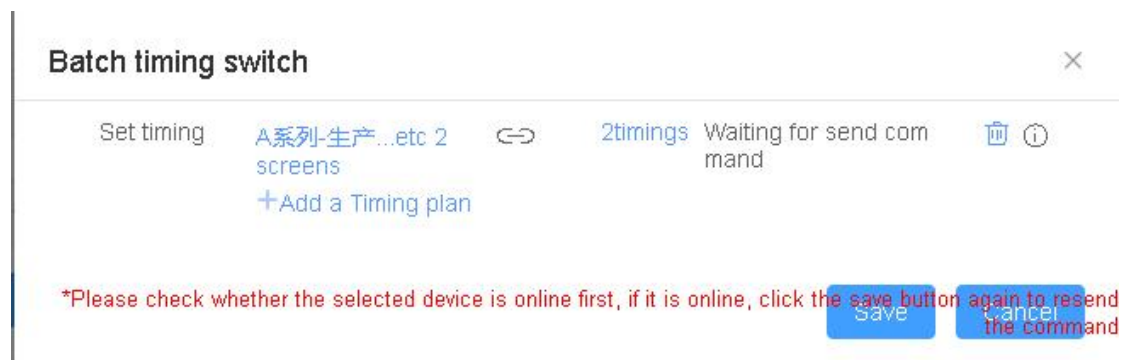 Batch timing switch
Set timing
A系列-生产...etc 2
screens
2timings
Waiting for send com
mand
+Add a Timing plan
*Please check whether the selected device is online first, if it is online, click the save button again to resend
the command
Save
Cancel